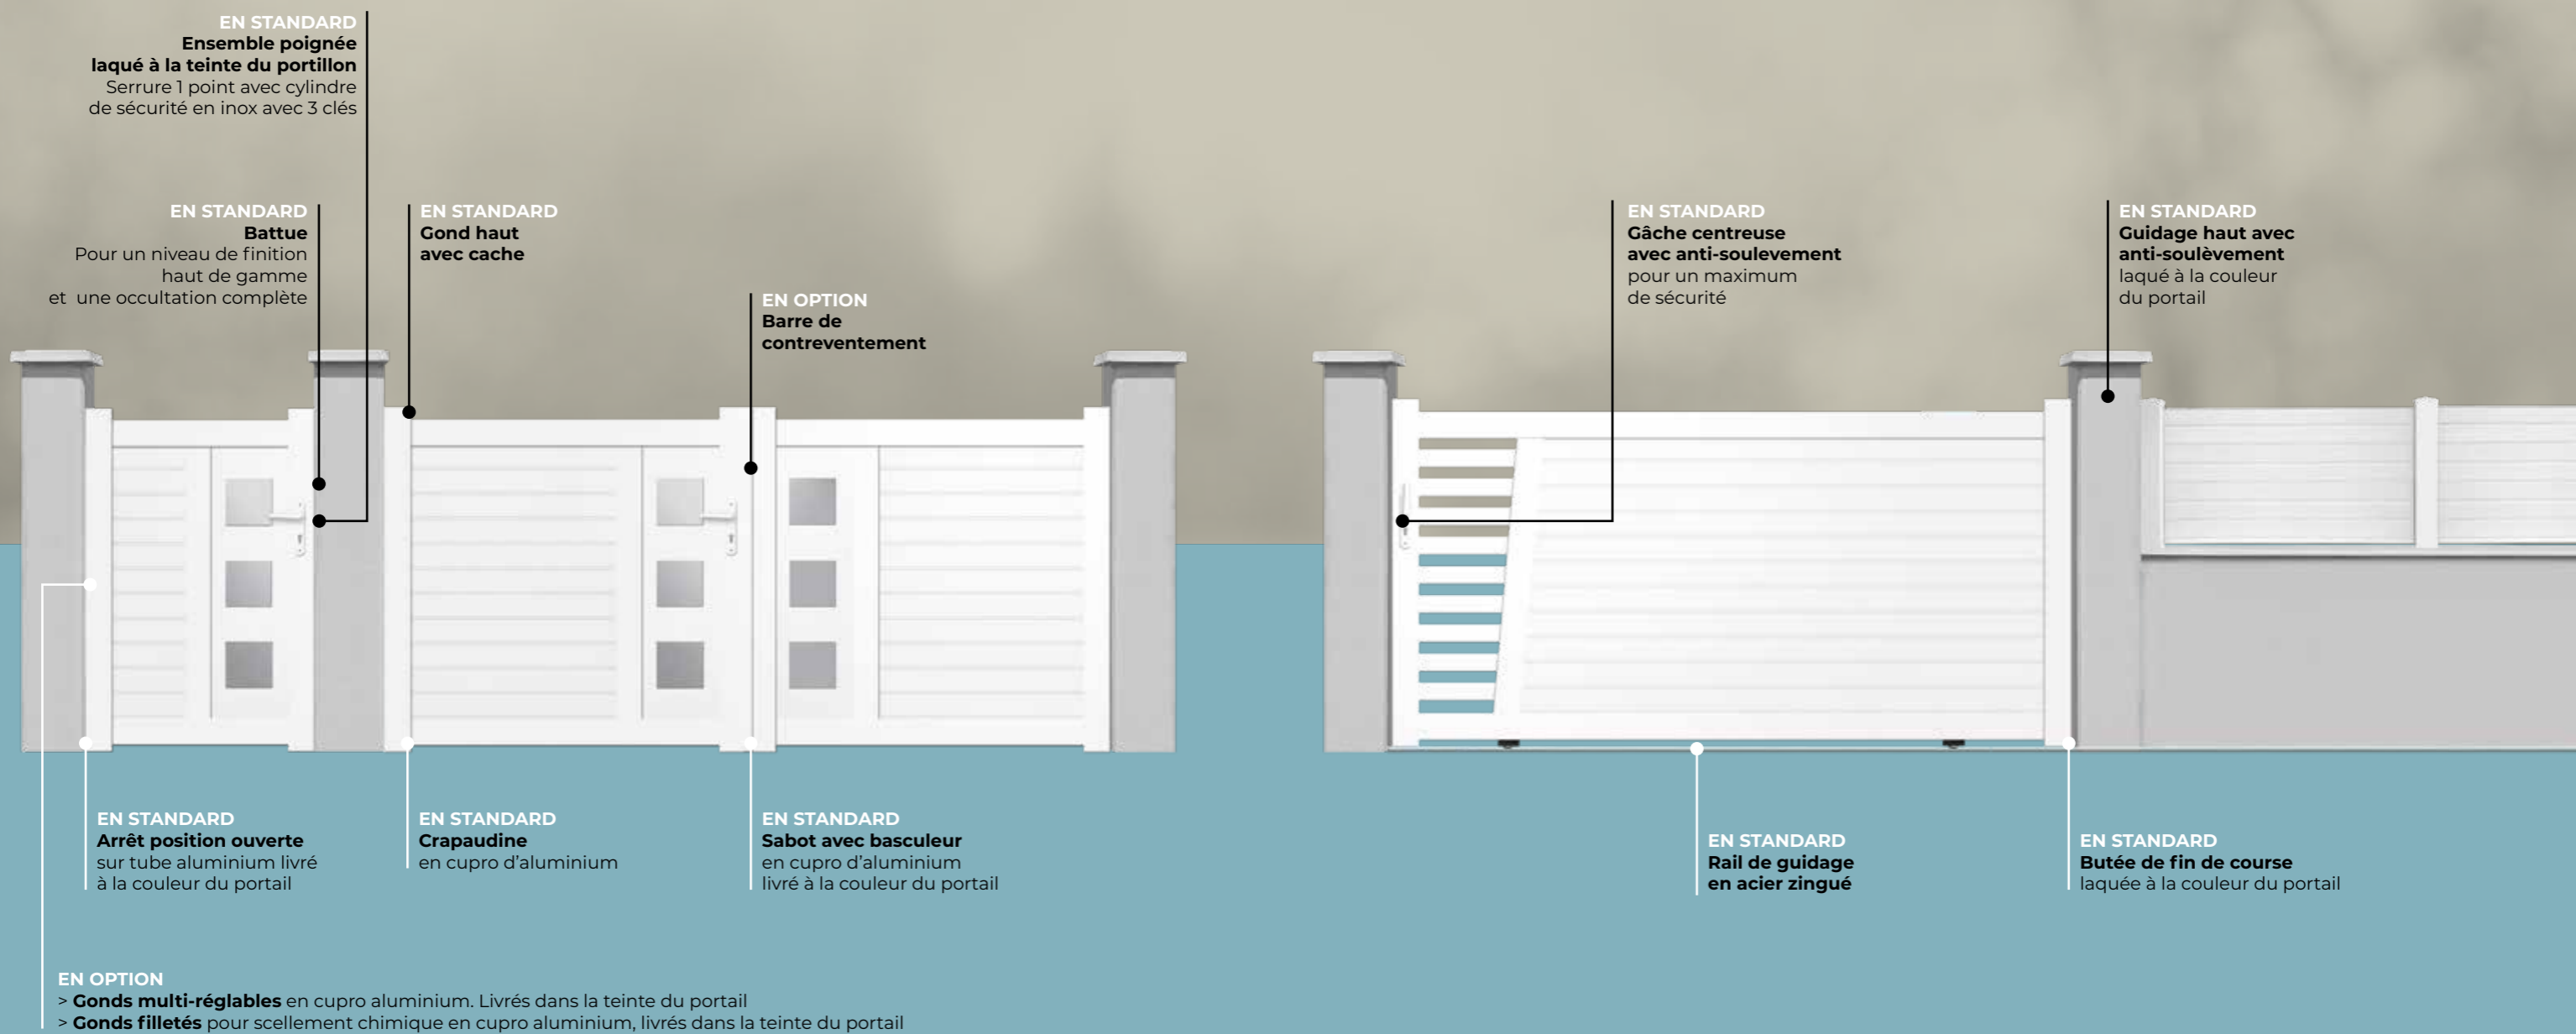 EN STANDARD
Ensemble poignée
laqué à la teinte du portillon
Serrure 1 point avec cylindre
de sécurité en inox avec 3 clés
EN STANDARD
Battue
Pour un niveau de finition
haut de gamme
et une occultation complète
EN STANDARD
Gond haut
avec cache
EN OPTION
Barre de
contreventement
EN STANDARD
Gâche centreuse
avec anti-soulevement
pour un maximum
de sécurité
EN STANDARD
Guidage haut avec
anti-soulèvement
laqué à la couleur
du portail
EN STANDARD
Arrêt position ouverte
sur tube aluminium livré
à la couleur du portail
EN STANDARD
Crapaudine
en cupro d'aluminium
EN STANDARD
Sabot avec basculeur
en cupro d'aluminium
livré à la couleur du portail
EN STANDARD
Rail de guidage
en acier zingué
EN STANDARD
Butée de fin de course
laquée à la couleur du portail
EN OPTION
> Gonds multi-réglables en cupro aluminium. Livrés dans la teinte du portail
> Gonds filletés pour scellement chimique en cupro aluminium, livrés dans la teinte du portail